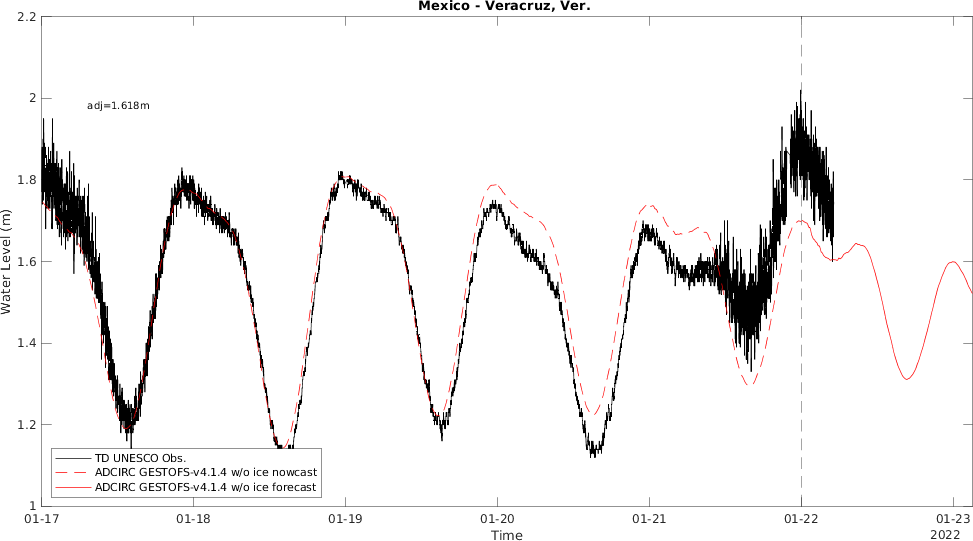 Mexico - Veracruz, Ver.
2.2
2
1.8
1.6
1.4
1.2
1
Water Level (m)
adj=1.618m
TD UNESCO Obs.
ADCIRC GESTOFS-v4.1.4 w/o ice nowcast
ADCIRC GESTOFS-v4.1.4 w/o ice forecast
01-17
01-18
01-19
01-20
01-21
01-22
01-23
Time
2022